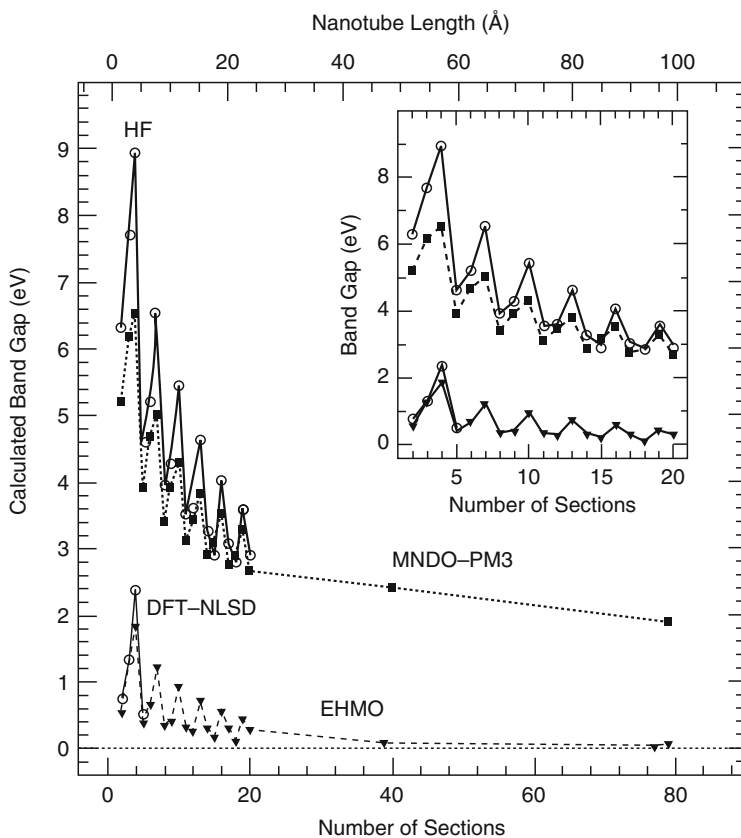 Nanotube Length (Å)
0 20 40 60 80 100
HF
9
8
7
6
5
4
3
2
1
0
Calculated Band Gap (eV)
8
6
4
2
0
Band Gap (eV)
5 10 15 20
Number of Sections
MNDO–PM3
DFT–NLSD
EHMO
0 20 40 60 80
Number of Sections